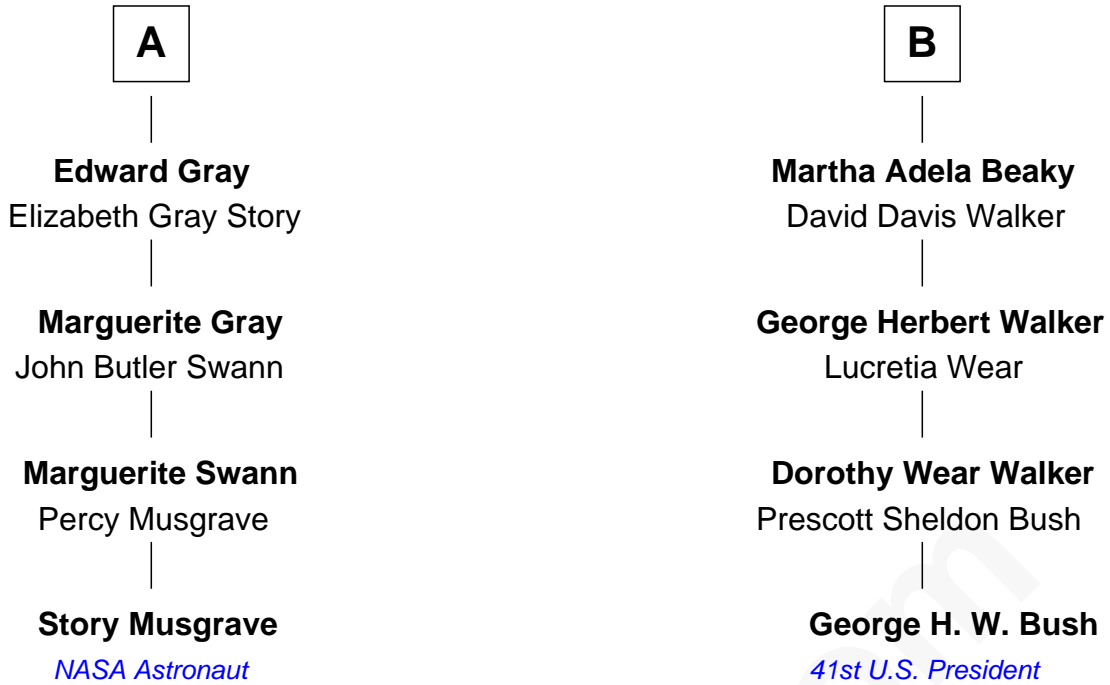 A
Edward Gray
Elizabeth Gray Story
Marguerite Gray
John Butler Swann
Marguerite Swann
Percy Musgrave
Story Musgrave
NASA Astronaut
B
Martha Adela Beaky
David Davis Walker
George Herbert Walker
Lucretia Wear
Dorothy Wear Walker
Prescott Sheldon Bush
George H. W. Bush
41st U.S. President